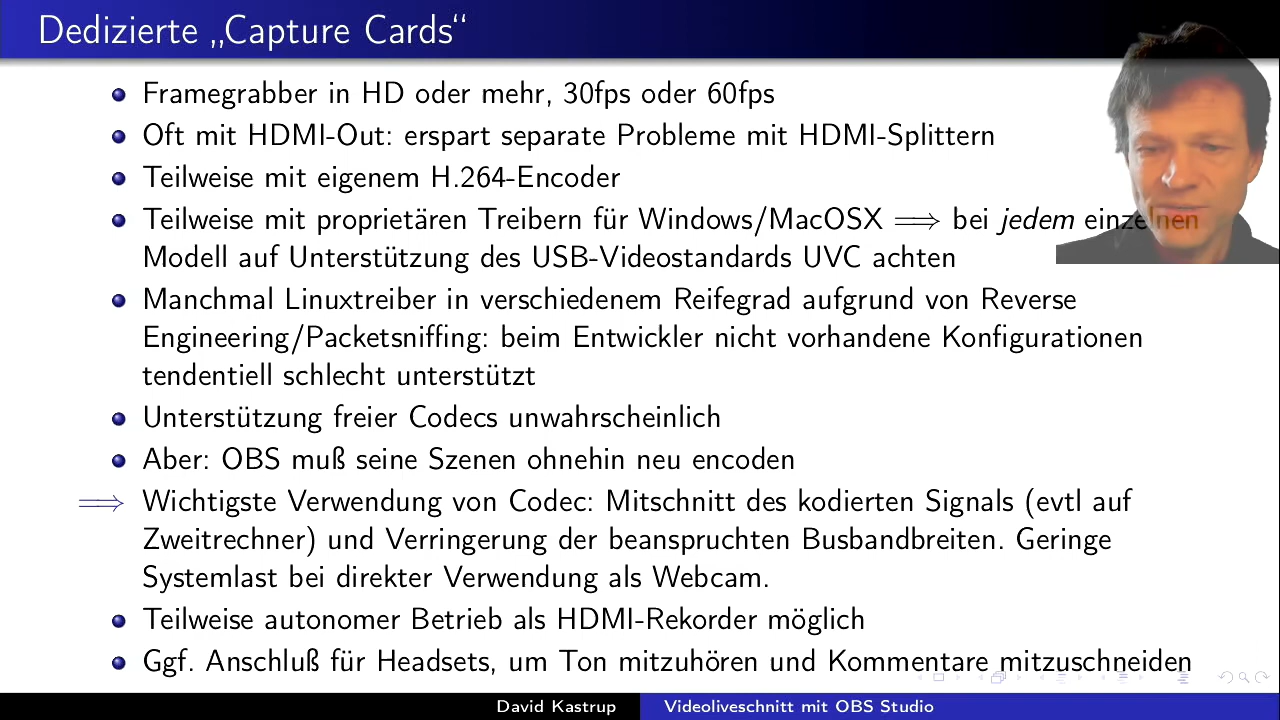 Dedizierte „Capture Cards“
Framegrabber in HD oder mehr, 30fps oder 60fps
Oft mit HDMI-Out: erspart separate Probleme mit HDMI-Splittern
Teilweise mit eigenem H.264-Encoder
Teilweise mit proprietären Treibern für Windows/MacOSX ⟹ bei jedem einzelnen
Modell auf Unterstützung des USB-Videostandards UVC achten
Manchmal Linuxtreiber in verschiedenem Reifegrad aufgrund von Reverse
Engineering/Packetsniffing: beim Entwickler nicht vorhandene Konfigurationen
tendentiell schlecht unterstützt
Unterstützung freier Codecs unwahrscheinlich
Aber: OBS muß seine Szenen ohnehin neu encoden
⟹ Wichtigste Verwendung von Codec: Mitschnitt des kodierten Signals (evtl auf
Zweitrechner) und Verringerung der beanspruchten Busbandbreiten. Geringe
Systemlast bei direkter Verwendung als Webcam.
Teilweise autonomer Betrieb als HDMI-Rekorder möglich
Ggf. Anschluß für Headsets, um Ton mitzuhören und Kommentare mitzuschneiden
David Kastrup
Videoliveschnitt mit OBS Studio